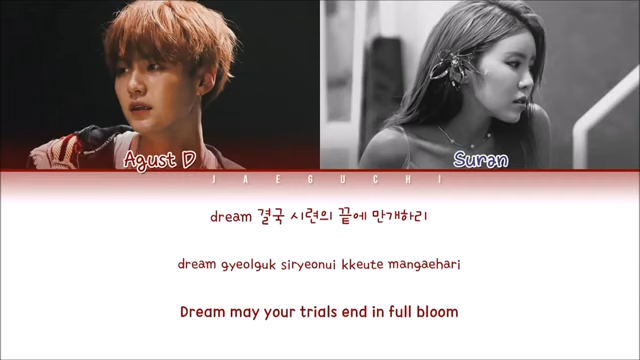 Agust D
Suran
JAEGUCHI
dream 결국 시련의 끝에 만개하리
dream gyeolguk siryeonui kkeute mangaehari
Dream may your trials end in full bloom